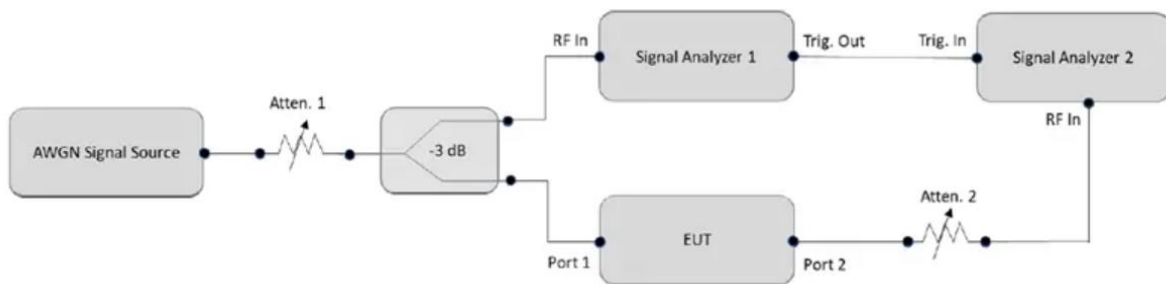 RF In
Signal Analyzer 1
Trig. Out
Trig. In
Signal Analyzer 2
RF In
Atten. 1
AWGN Signal Source
-3 dB
Atten. 2
EUT
Port 1
Port 2